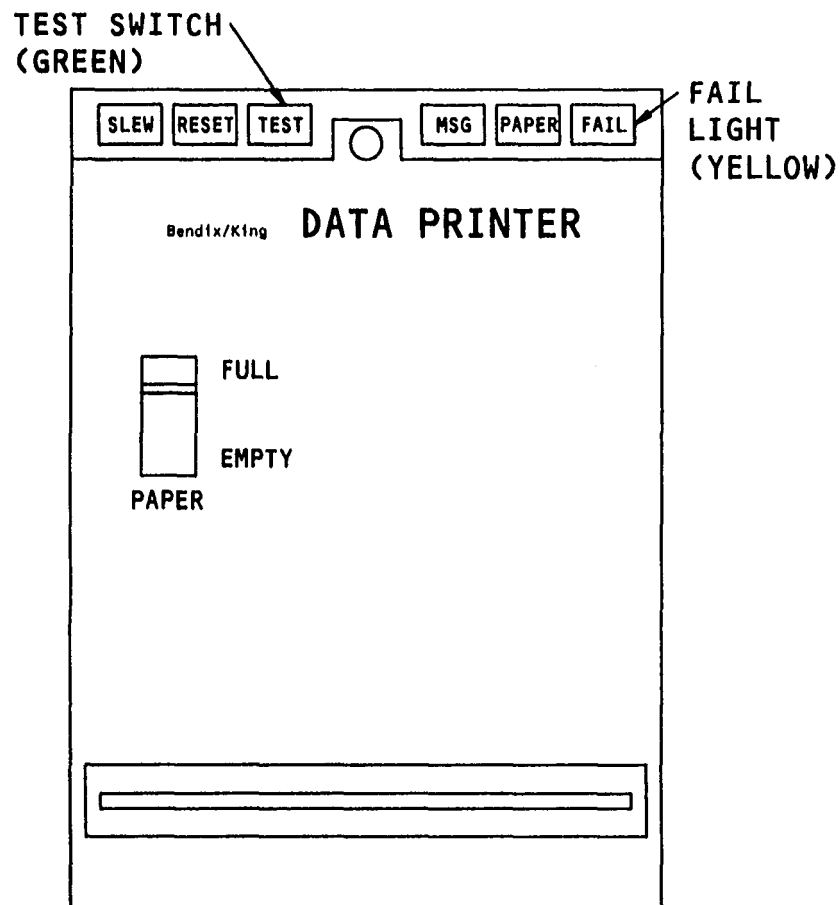 TEST SWITCH
(GREEN)
FAIL
LIGHT
(YELLOW)
SLEW RESET TEST MSG PAPER FAIL
Bendix/King DATA PRINTER
FULL
EMPTY
PAPER